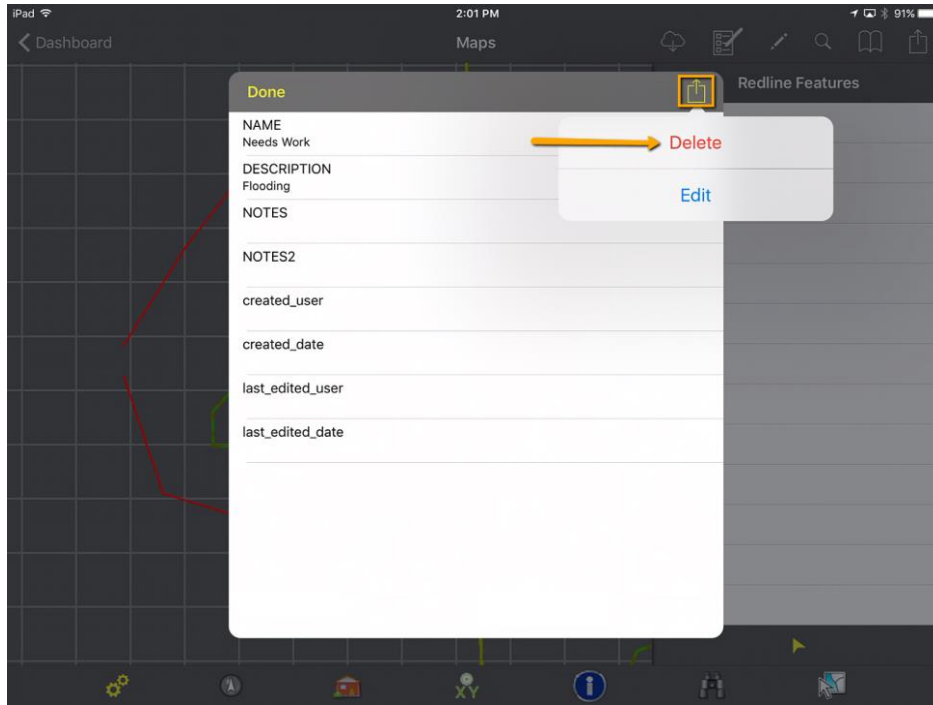 iPad 2:01 PM 91%
Dashboard Maps
Redline Features
Done
NAME
Needs Work
Delete
DESCRIPTION
Flooding
Edit
NOTES
NOTES2
created_user
created_date
last_edited_user
last_edited_date
XY